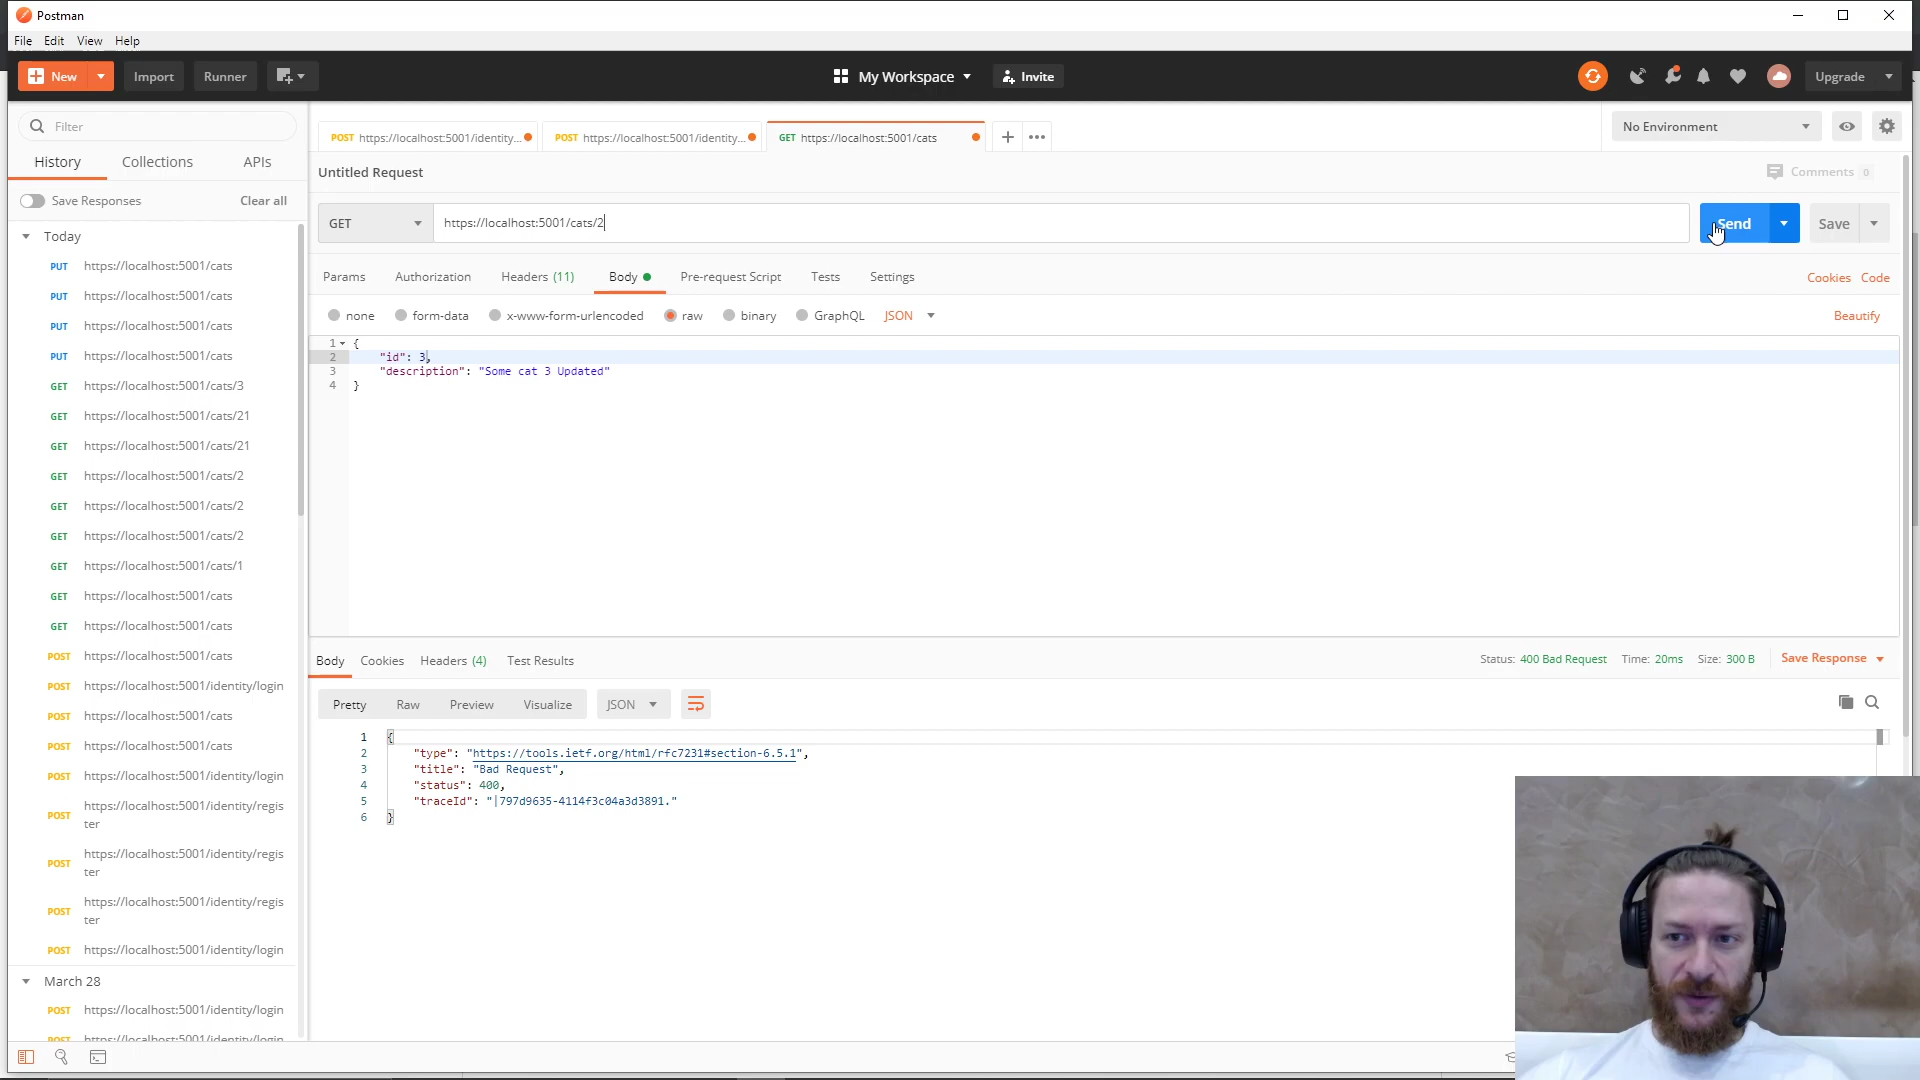 Postman
File Edit View Help
New Import Runner My Workspace Invite Upgrade
Filter
History Collections APIs
Save Responses Clear all
Today
PUT https://localhost:5001/cats
PUT https://localhost:5001/cats
PUT https://localhost:5001/cats
PUT https://localhost:5001/cats
GET https://localhost:5001/cats/3
GET https://localhost:5001/cats/21
GET https://localhost:5001/cats/21
GET https://localhost:5001/cats/2
GET https://localhost:5001/cats/2
GET https://localhost:5001/cats/2
GET https://localhost:5001/cats/1
GET https://localhost:5001/cats
GET https://localhost:5001/cats
POST https://localhost:5001/cats
POST https://localhost:5001/identity/login
POST https://localhost:5001/cats
POST https://localhost:5001/cats
POST https://localhost:5001/identity/login
POST https://localhost:5001/identity/regis
ter
POST https://localhost:5001/identity/regis
ter
POST https://localhost:5001/identity/regis
ter
POST https://localhost:5001/identity/login
March 28
POST https://localhost:5001/identity/login
POST https://localhost:5001/identity/login
POST https://localhost:5001/identity... POST https://localhost:5001/identity... GET https://localhost:5001/cats
No Environment
Untitled Request
Comments 0
GET https://localhost:5001/cats/2 Send Save
Params Authorization Headers (11) Body Pre-request Script Tests Settings Cookies Code
none form-data x-www-form-urlencoded raw binary GraphQL JSON Beautify
1 {
2 "id": 3,
3 "description": "Some cat 3 Updated"
4 }
Body Cookies Headers (4) Test Results Status: 400 Bad Request Time: 20ms Size: 300 B Save Response
Pretty Raw Preview Visualize JSON
1 {
2 "type": "https://tools.ietf.org/html/rfc7231#section-6.5.1",
3 "title": "Bad Request",
4 "status": 400,
5 "traceId": "|797d9635-4114f3c04a3d3891."
6 }